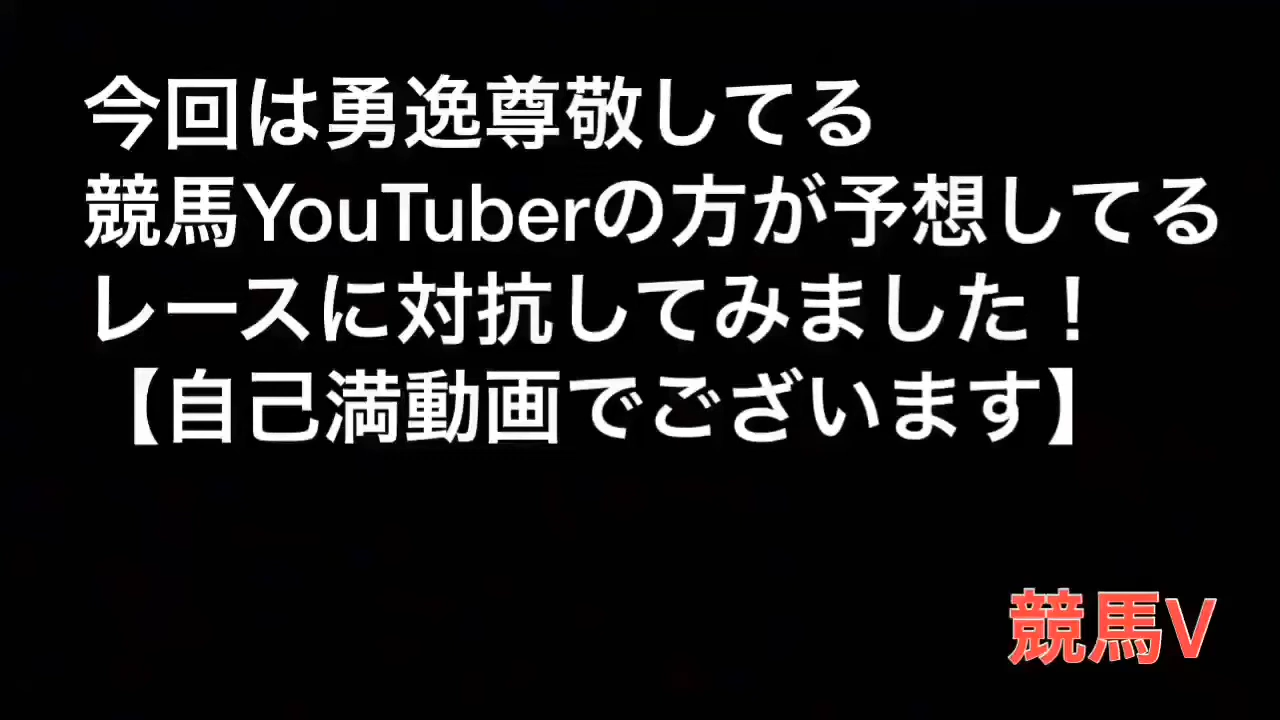 今回は勇逸尊敬してる
競馬YouTuberの方が予想してる
レースに対抗してみました！
【自己満動画でございます】
競馬V